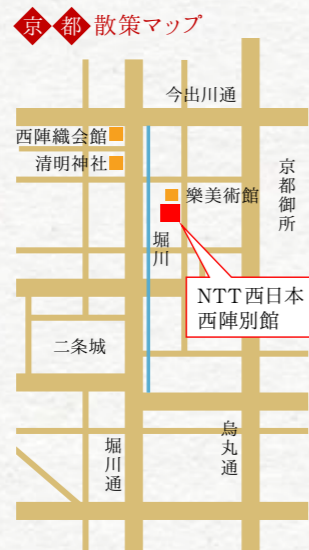 京都散策マップ
今出川通
西陣織会館
清明神社
京都御所
樂美術館
堀川
NTT西日本
西陣別館
二条城
烏丸通
堀川通